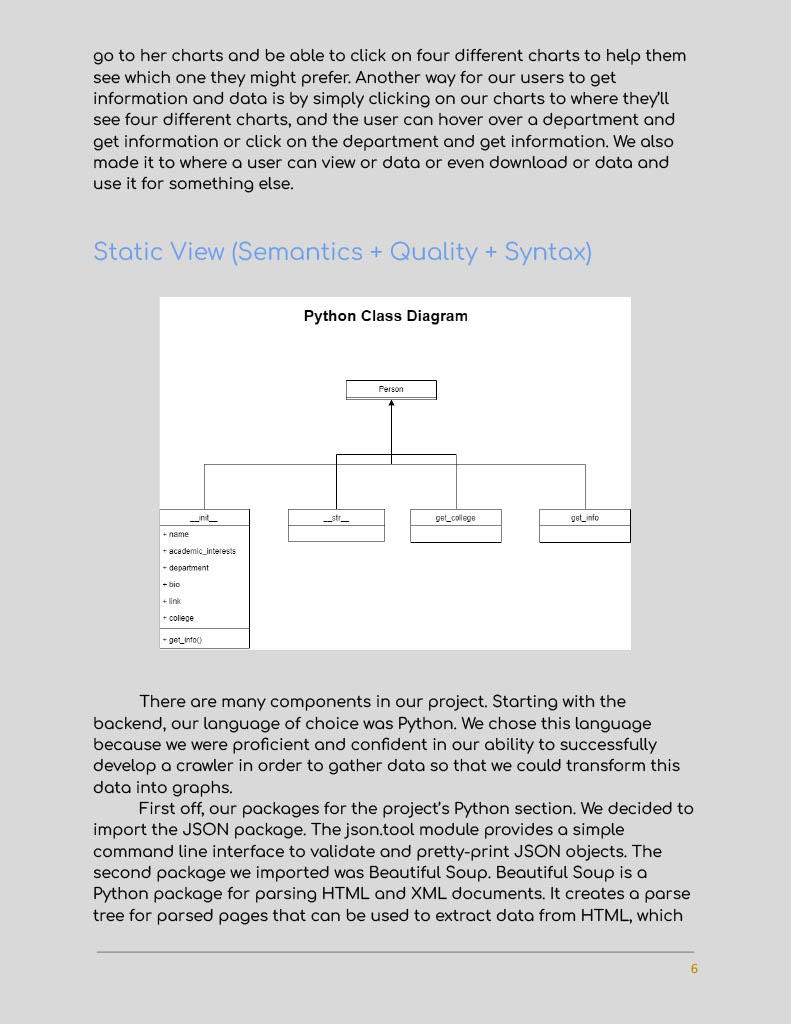 go to her charts and be able to click on four different charts to help them
see which one they might prefer. Another way for our users to get
information and data is by simply clicking on our charts to where they'll
see four different charts, and the user can hover over a department and
get information or click on the department and get information. We also
made it to where a user can view or data or even download or data and
use it for something else.
Static View (Semantics + Quality + Syntax)
Python Class Diagram
Person
__init__
+ name
+ academic_interests
+ department
+ bio
+ link
+ college
+ get_info()
__str__
get_college
get_info
There are many components in our project. Starting with the
backend, our language of choice was Python. We chose this language
because we were proficient and confident in our ability to successfully
develop a crawler in order to gather data so that we could transform this
data into graphs.
First off, our packages for the project's Python section. We decided to
import the JSON package. The json.tool module provides a simple
command line interface to validate and pretty-print JSON objects. The
second package we imported was Beautiful Soup. Beautiful Soup is a
Python package for parsing HTML and XML documents. It creates a parse
tree for parsed pages that can be used to extract data from HTML, which
6